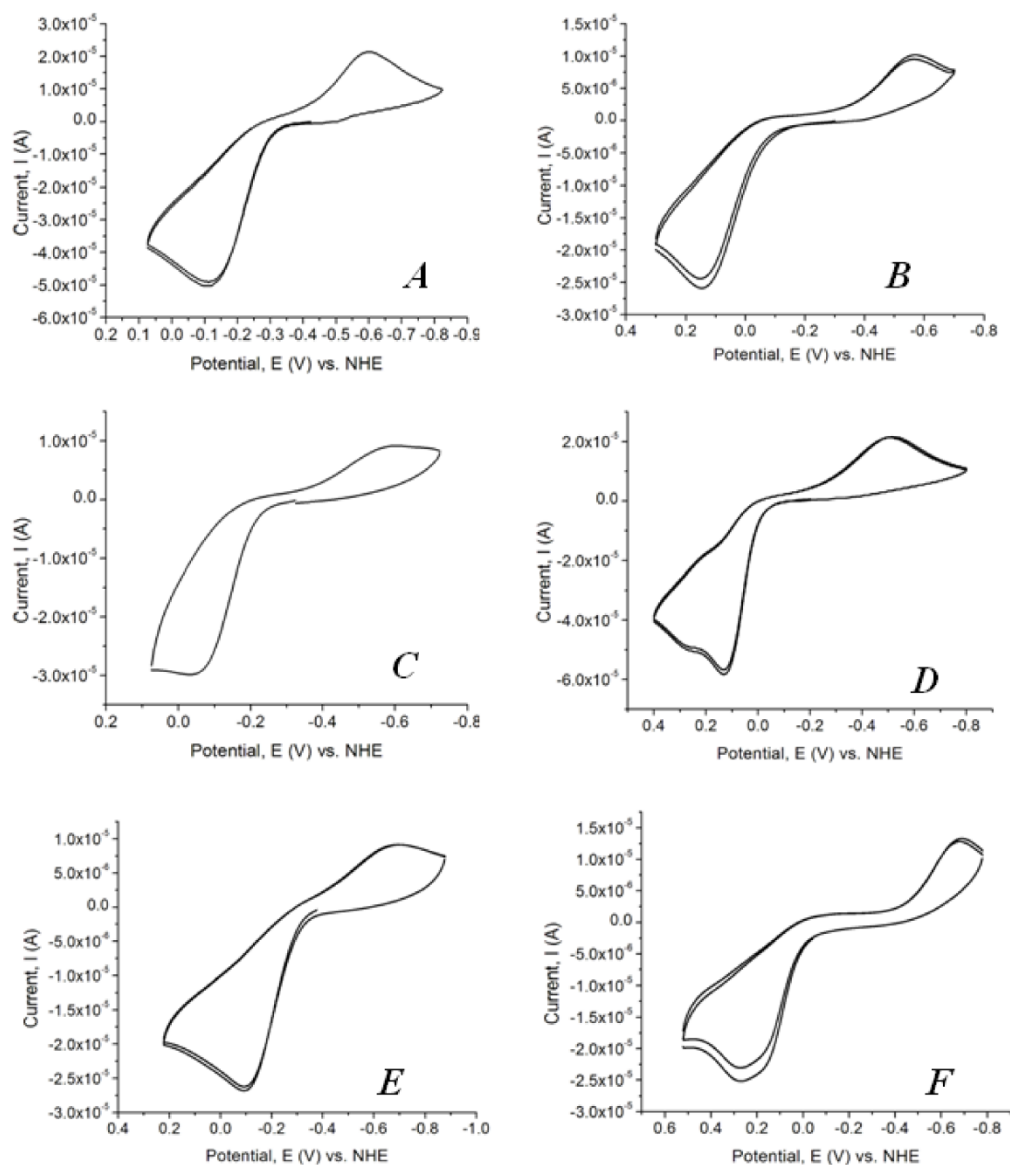 3.0x10-5
2.0x10-5
1.0x10-5
0.0
-1.0x10-5
-2.0x10-5
-3.0x10-5
-4.0x10-5
-5.0x10-5
-6.0x10-5
Current, I (A)
0.1 0.0 -0.1 -0.2 -0.3 -0.4 -0.5 -0.6 -0.7 -0.8 -0.9
Potential, E (V) vs. NHE
A
1.5x10-5
1.0x10-5
5.0x10-6
0.0
-5.0x10-6
-1.0x10-5
-1.5x10-5
-2.0x10-5
-2.5x10-5
-3.0x10-5
Current, I (A)
0.4 0.2 0.0 -0.2 -0.4 -0.6 -0.8
Potential, E (V) vs. NHE
B
1.0x10-5
0.0
-1.0x10-5
-2.0x10-5
-3.0x10-5
Current, I (A)
0.2 0.0 -0.2 -0.4 -0.6 -0.8
Potential, E (V) vs. NHE
C
2.0x10-5
0.0
-2.0x10-5
-4.0x10-5
-6.0x10-5
Current, I (A)
0.4 0.2 0.0 -0.2 -0.4 -0.6 -0.8
Potential, E (V) vs. NHE
D
1.0x10-5
5.0x10-6
0.0
-5.0x10-6
-1.0x10-5
-1.5x10-5
-2.0x10-5
-2.5x10-5
-3.0x10-5
Current, I (A)
0.4 0.2 0.0 -0.2 -0.4 -0.6 -0.8 -1.0
Potential, E (V) vs. NHE
E
1.5x10-5
1.0x10-5
5.0x10-6
0.0
-5.0x10-6
-1.0x10-5
-1.5x10-5
-2.0x10-5
-2.5x10-5
-3.0x10-5
Current, I (A)
0.6 0.4 0.2 0.0 -0.2 -0.4 -0.6 -0.8
Potential, E (V) vs. NHE
F